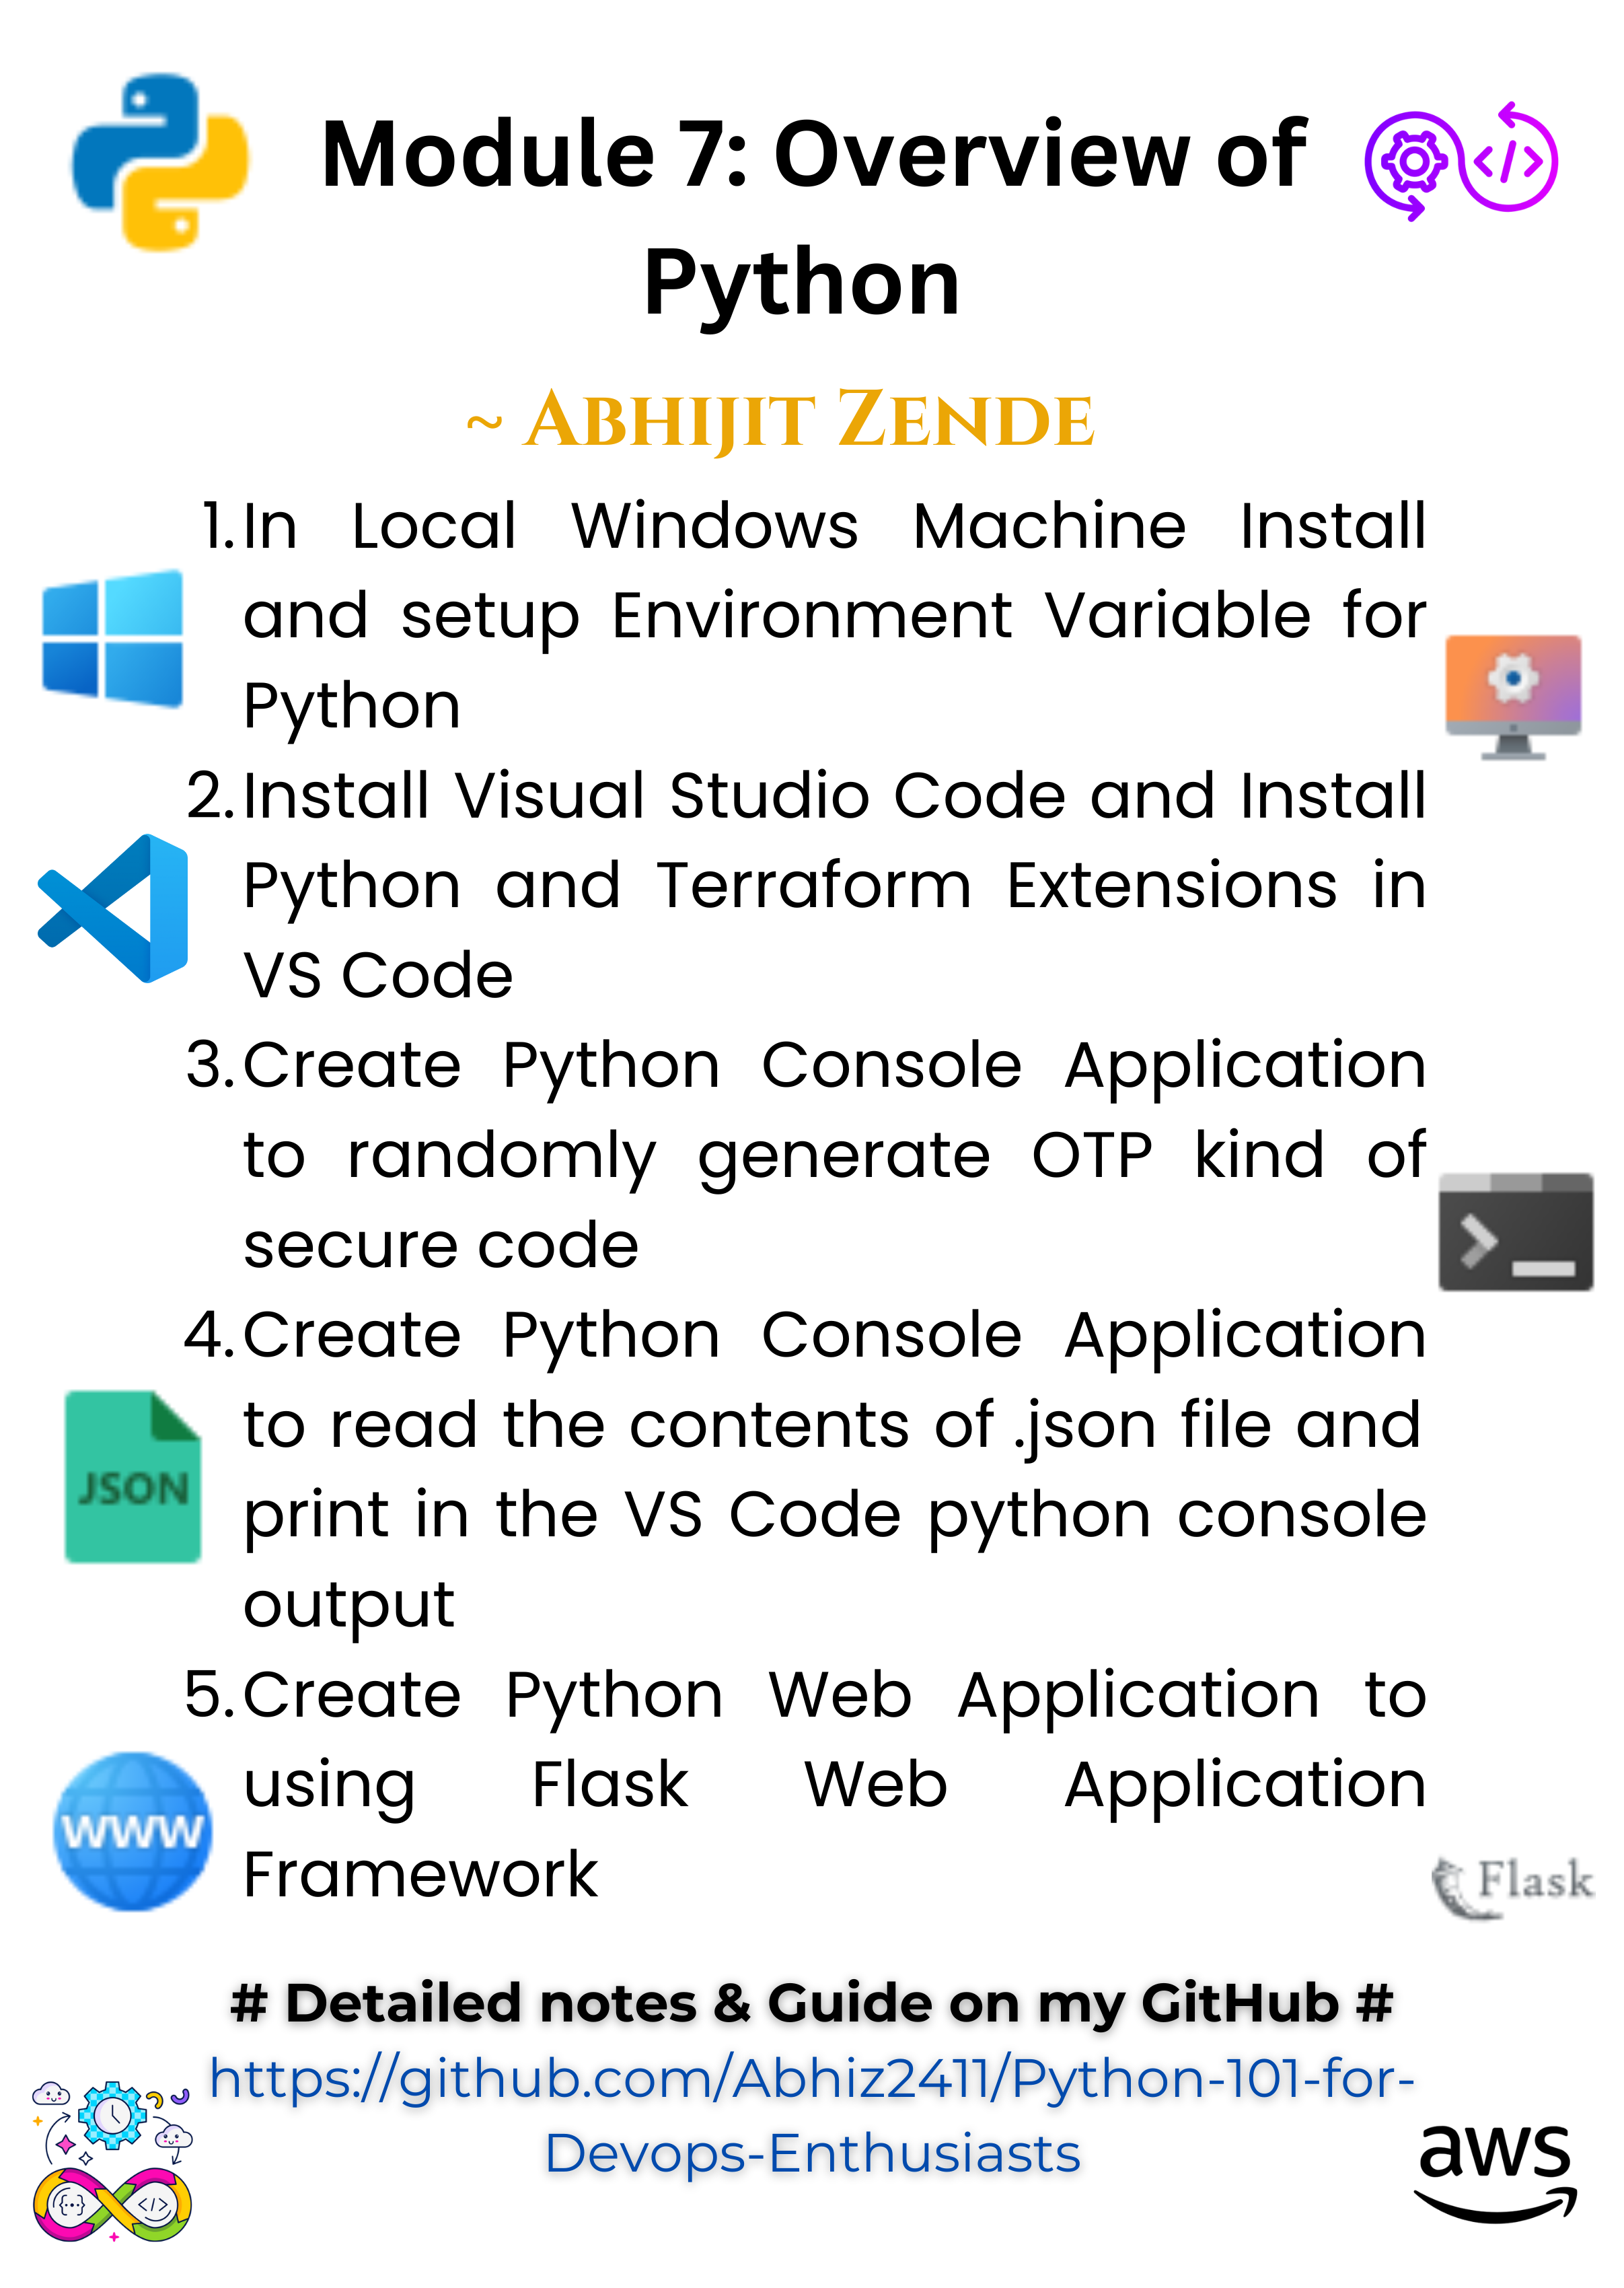 Module 7: Overview of
Python
~ Abhijit Zende
1. In Local Windows Machine Install
and setup Environment Variable for
Python
2. Install Visual Studio Code and Install
Python and Terraform Extensions in
VS Code
3. Create Python Console Application
to randomly generate OTP kind of
secure code
4. Create Python Console Application
to read the contents of .json file and
print in the VS Code python console
output
JSON
5. Create Python Web Application to
using Flask Web Application
Framework
WWW
Flask
# Detailed notes & Guide on my GitHub #
https://github.com/Abhiz2411/Python-101-for-
Devops-Enthusiasts
aws